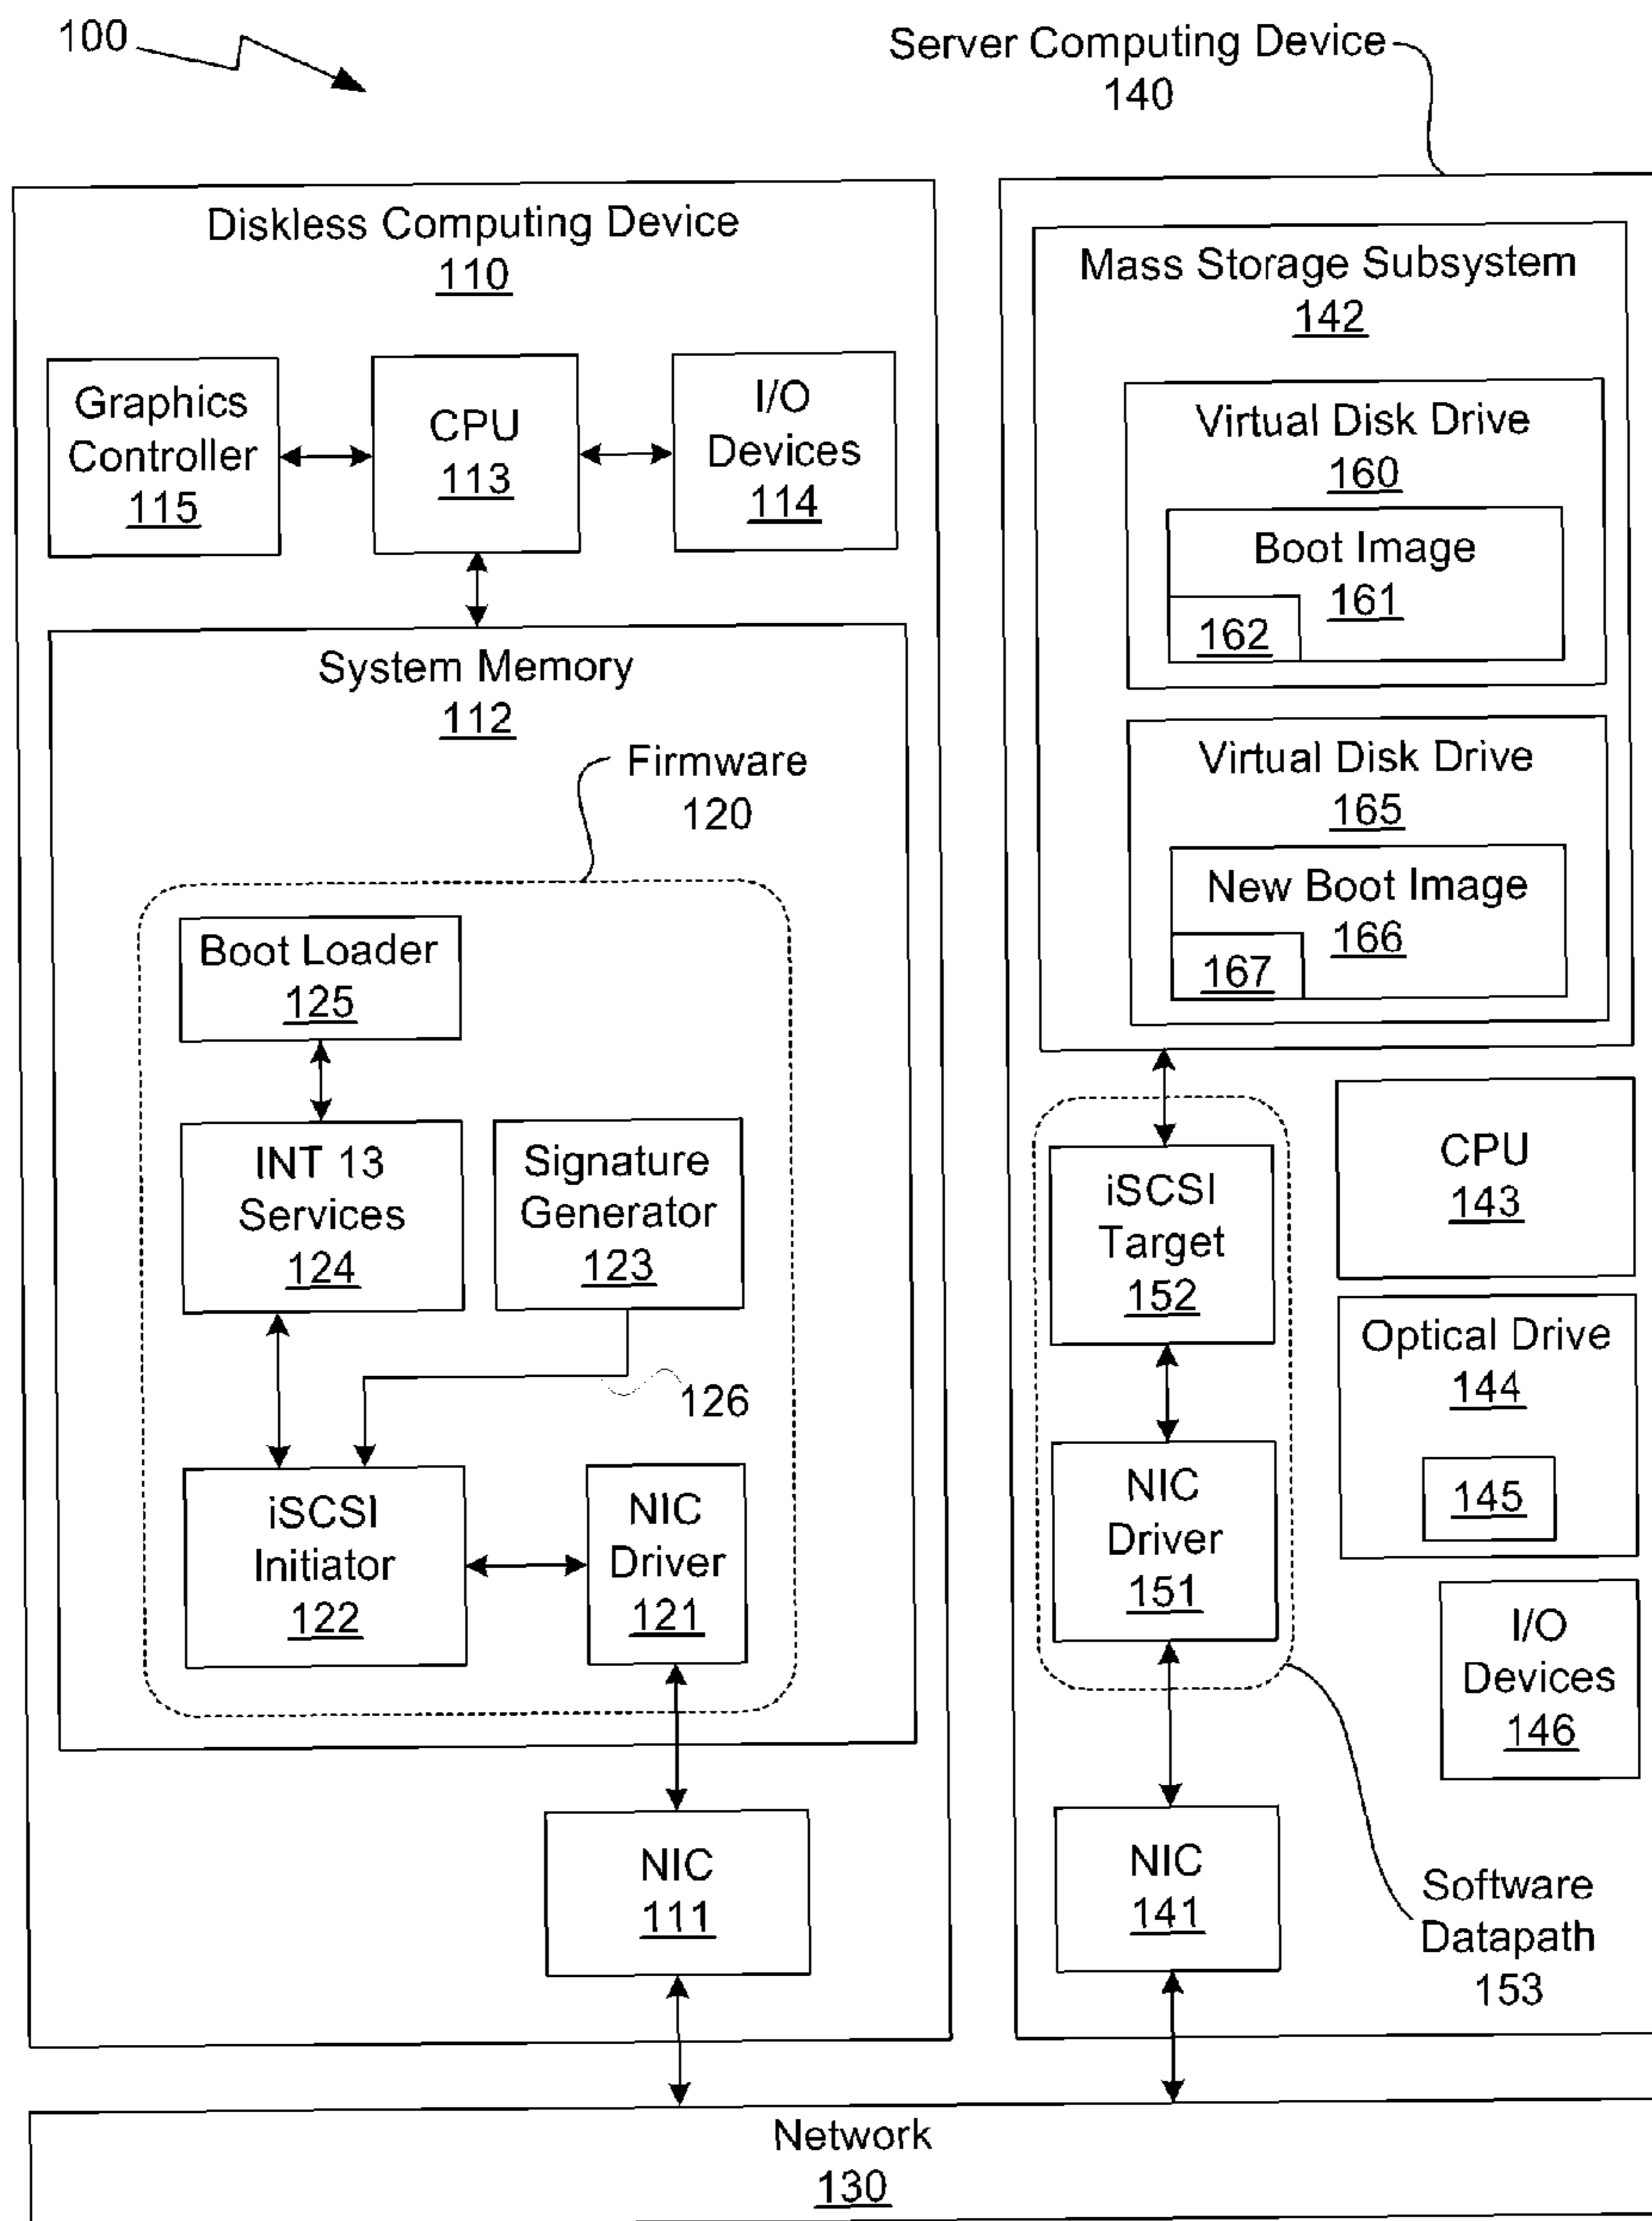 100
Server Computing Device
140
Diskless Computing Device
110
Graphics
Controller
115
CPU
113
I/O
Devices
114
System Memory
112
Firmware
120
Boot Loader
125
INT 13
Services
124
Signature
Generator
123
126
iSCSI
Initiator
122
NIC
Driver
121
NIC
111
Mass Storage Subsystem
142
Virtual Disk Drive
160
Boot Image
161
162
Virtual Disk Drive
165
New Boot Image
166
167
iSCSI
Target
152
NIC
Driver
151
CPU
143
Optical Drive
144
145
I/O
Devices
146
NIC
141
Software
Datapath
153
Network
130